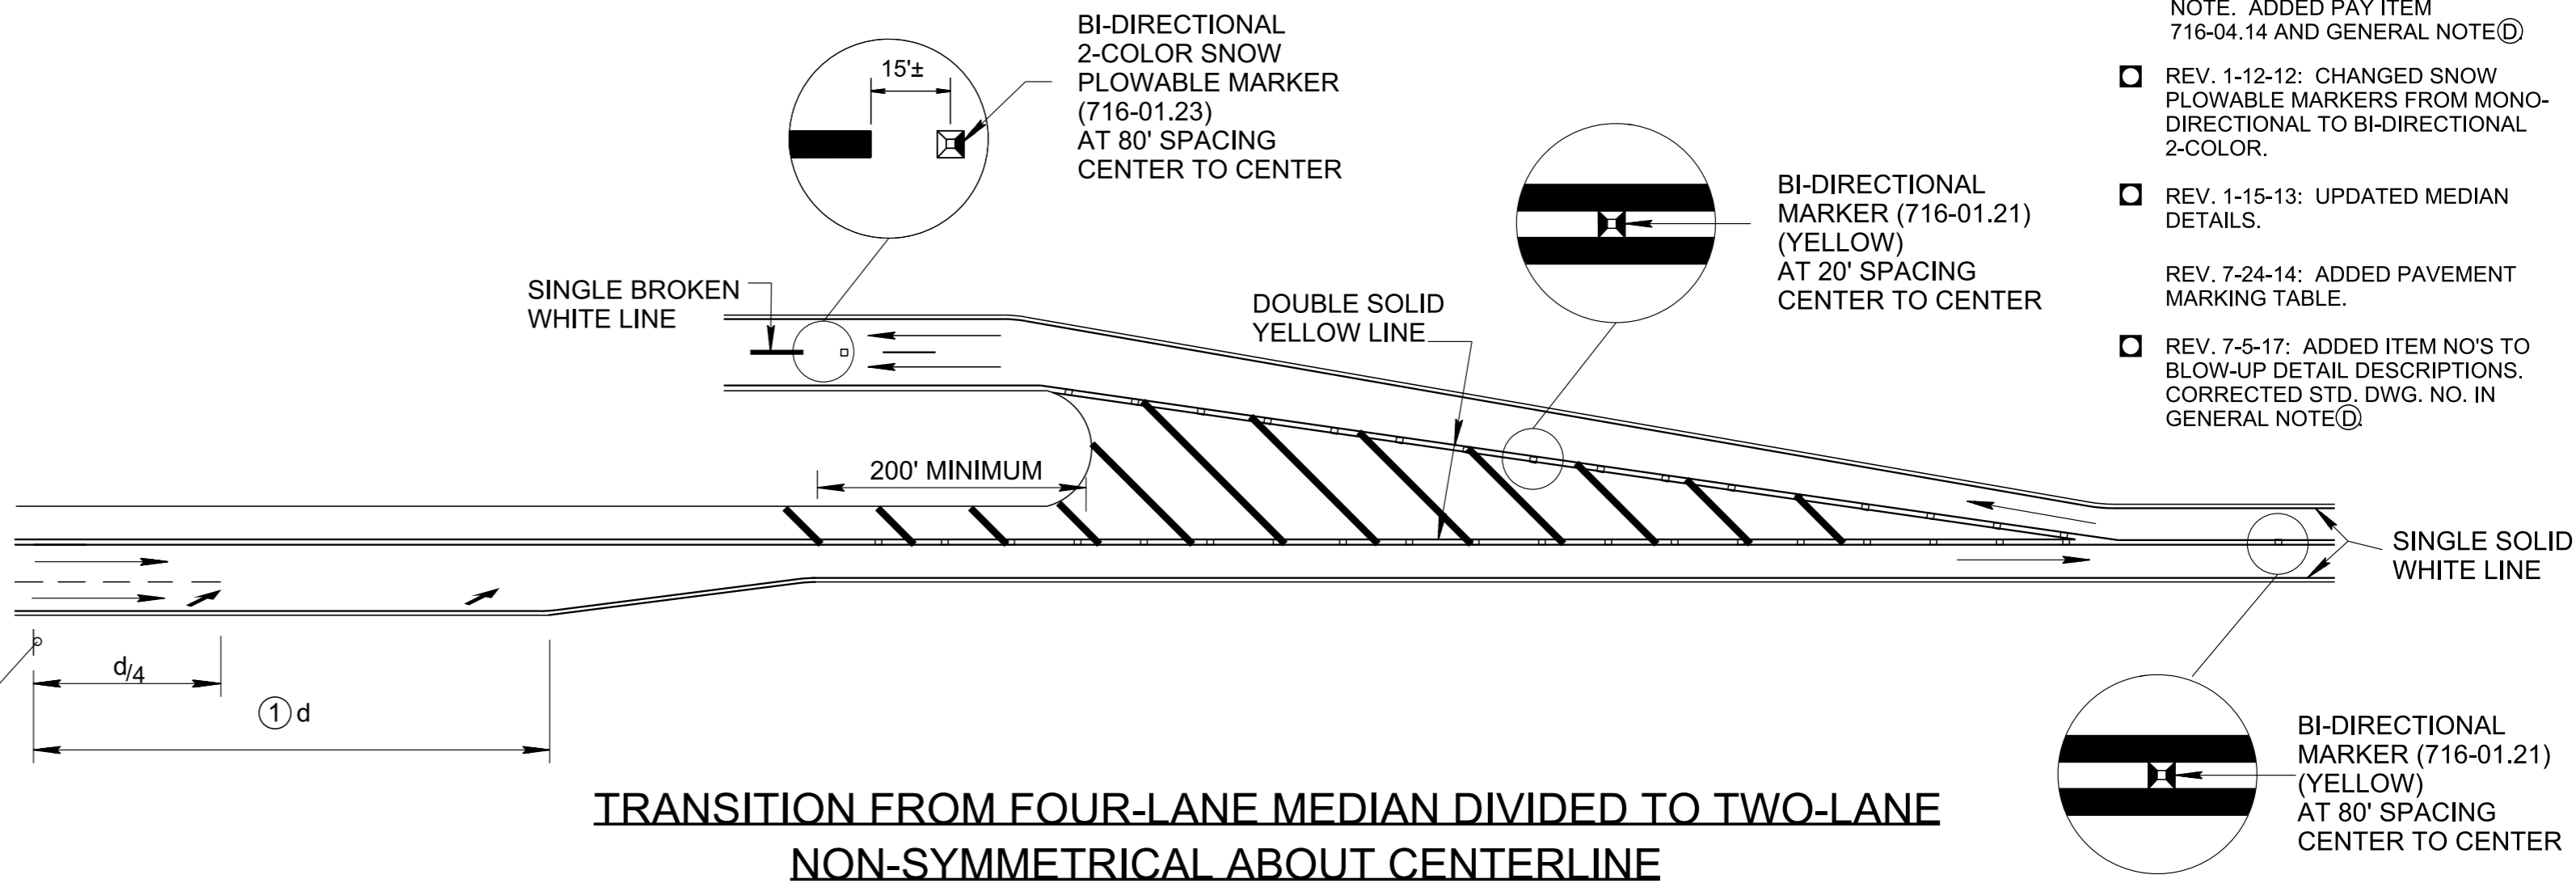 BI-DIRECTIONAL
2-COLOR SNOW
PLOWABLE MARKER
(716-01.23)
AT 80' SPACING
CENTER TO CENTER
15'±
NOTE. ADDED PAY ITEM
716-04.14 AND GENERAL NOTE Ⓓ.
REV. 1-12-12: CHANGED SNOW
PLOWABLE MARKERS FROM MONO-
DIRECTIONAL TO BI-DIRECTIONAL
2-COLOR.
REV. 1-15-13: UPDATED MEDIAN
DETAILS.
REV. 7-24-14: ADDED PAVEMENT
MARKING TABLE.
REV. 7-5-17: ADDED ITEM NO'S TO
BLOW-UP DETAIL DESCRIPTIONS.
CORRECTED STD. DWG. NO. IN
GENERAL NOTE Ⓓ.
BI-DIRECTIONAL
MARKER (716-01.21)
(YELLOW)
AT 20' SPACING
CENTER TO CENTER
SINGLE BROKEN
WHITE LINE
DOUBLE SOLID
YELLOW LINE
200' MINIMUM
SINGLE SOLID
WHITE LINE
d/4
① d
BI-DIRECTIONAL
MARKER (716-01.21)
(YELLOW)
AT 80' SPACING
CENTER TO CENTER
TRANSITION FROM FOUR-LANE MEDIAN DIVIDED TO TWO-LANE
NON-SYMMETRICAL ABOUT CENTERLINE